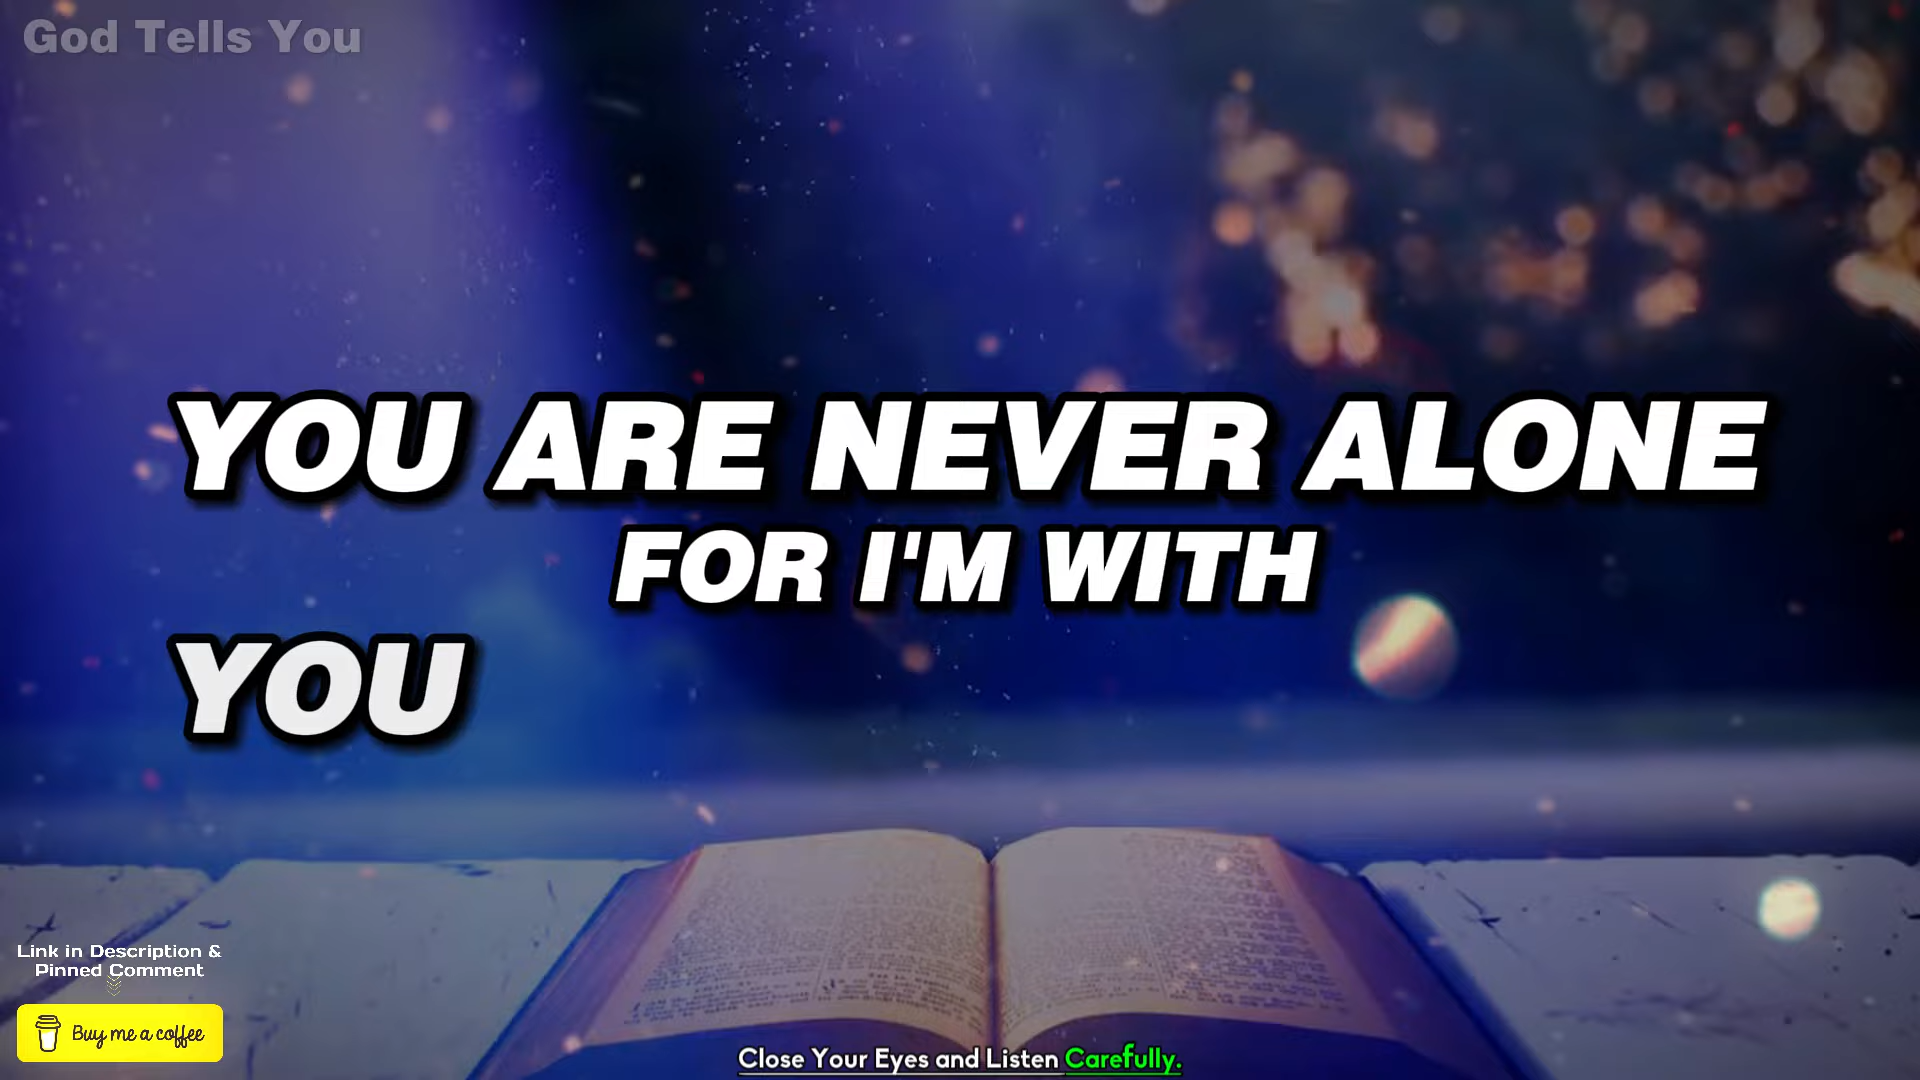 God Tells You
YOU ARE NEVER ALONE
FOR I'M WITH
YOU
Link in Description &
Pinned Comment
Buy me a coffee
Close Your Eyes and Listen Carefully.